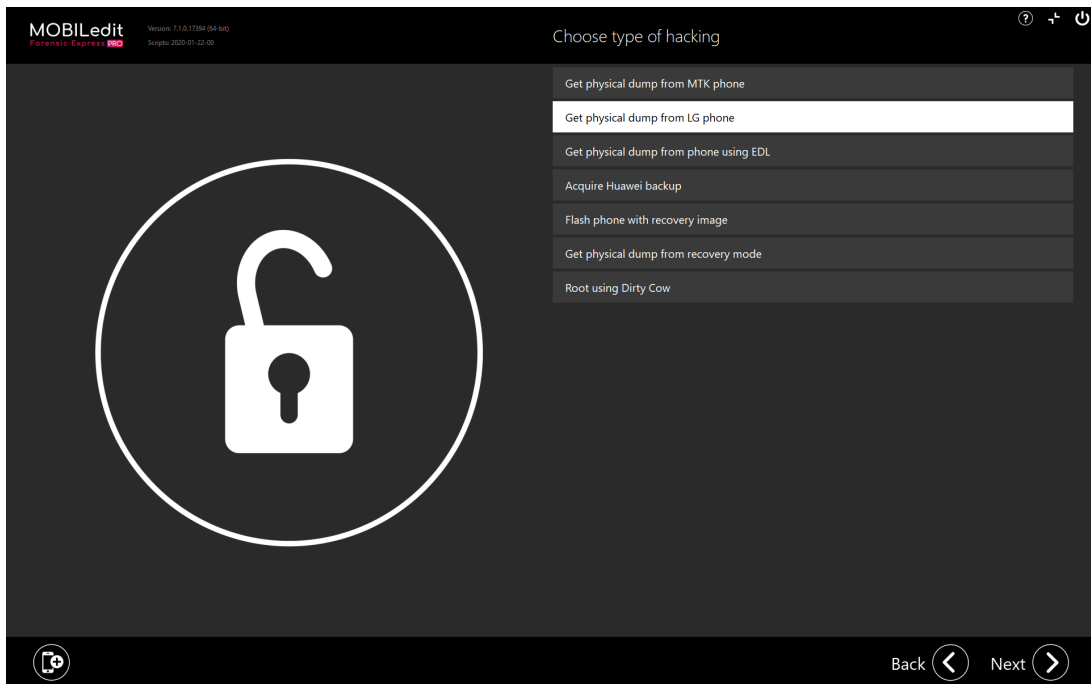 MOBILedit
Forensic Express PRO
Version: 7.1.0.17394 (64-bit)
Scripts: 2020-01-22-00
Choose type of hacking
?
Get physical dump from MTK phone
Get physical dump from LG phone
Get physical dump from phone using EDL
Acquire Huawei backup
Flash phone with recovery image
Get physical dump from recovery mode
Root using Dirty Cow
Back
Next